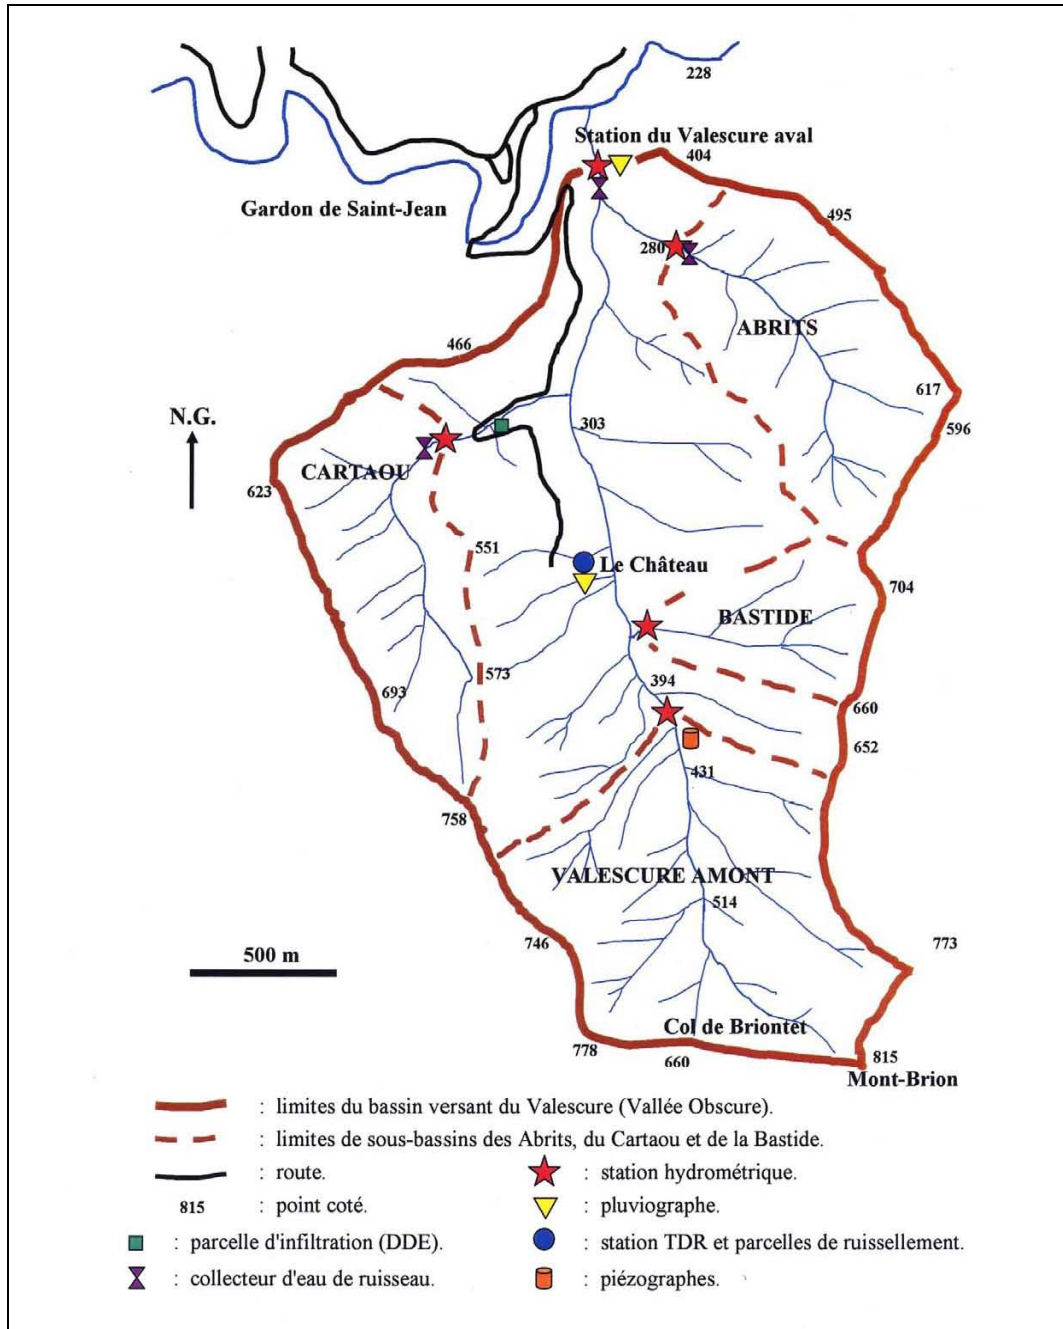 228
Station du Valescure aval
404
495
Gardon de Saint-Jean
280
ABRITS
466
617
N.G.
303
596
CARTAOU
623
551
Le Château
704
BASTIDE
573
394
693
660
652
431
758
VALESCURE AMONT
514
746
773
500 m
Col de Briontet
778
660
815
Mont-Brion
: limites du bassin versant du Valescure (Vallée Obscure).
: limites de sous-bassins des Abrits, du Cartaou et de la Bastide.
: route.
: station hydrométrique.
815 : point coté.
: pluviographe.
: parcelle d'infiltration (DDE).
: station TDR et parcelles de ruissellement.
: collecteur d'eau de ruisseau.
: piézographes.